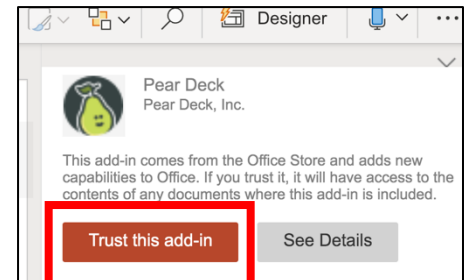 Designer
Pear Deck
Pear Deck, Inc.
This add-in comes from the Office Store and adds new
capabilities to Office. If you trust it, it will have access to the
contents of any documents where this add-in is included.
Trust this add-in
See Details